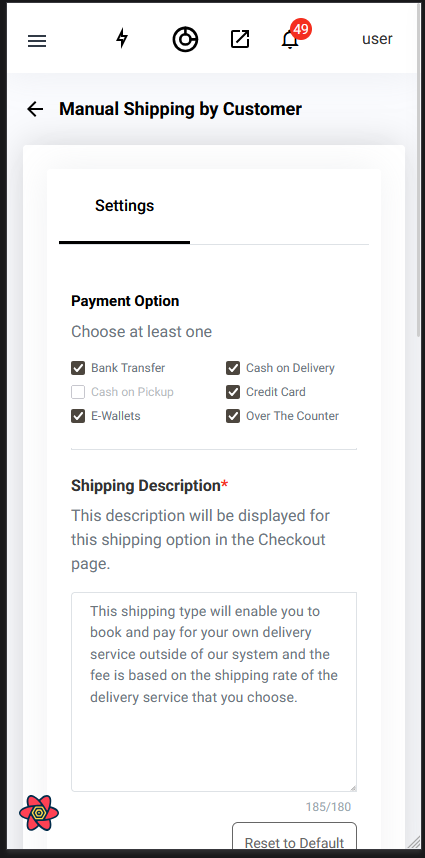 49
user
Manual Shipping by Customer
Settings
Payment Option
Choose at least one
Bank Transfer
Cash on Delivery
Cash on Pickup
Credit Card
E-Wallets
Over The Counter
Shipping Description*
This description will be displayed for
this shipping option in the Checkout
page.
This shipping type will enable you to
book and pay for your own delivery
service outside of our system and the
fee is based on the shipping rate of the
delivery service that you choose.
185/180
Reset to Default